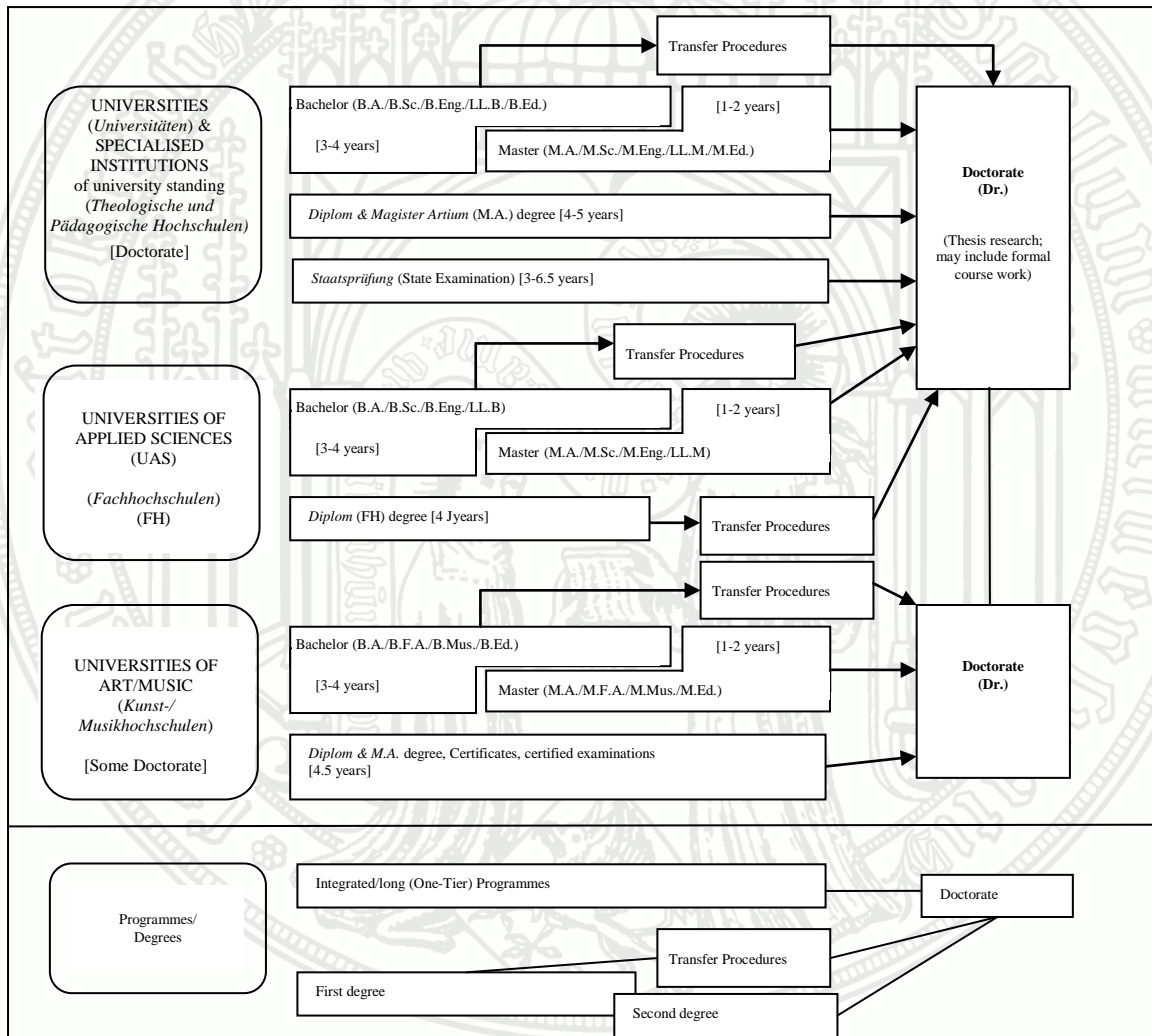 Transfer Procedures
UNIVERSITIES
(Universitäten) &
SPECIALISED
INSTITUTIONS
of university standing
(Theologische und
Pädagogische Hochschulen)
[Doctorate]
Bachelor (B.A./B.Sc./B.Eng./LL.B./B.Ed.)
[3-4 years]
[1-2 years]
Master (M.A./M.Sc./M.Eng./LL.M./M.Ed.)
Diplom & Magister Artium (M.A.) degree [4-5 years]
Staatsprüfung (State Examination) [3-6.5 years]
Doctorate
(Dr.)
(Thesis research;
may include formal
course work)
UNIVERSITIES OF
APPLIED SCIENCES
(UAS)
(Fachhochschulen)
(FH)
Transfer Procedures
Bachelor (B.A./B.Sc./B.Eng./LL.B)
[3-4 years]
[1-2 years]
Master (M.A./M.Sc./M.Eng./LL.M)
Diplom (FH) degree [4 Jyears]
Transfer Procedures
UNIVERSITIES OF
ART/MUSIC
(Kunst-/
Musikhochschulen)
[Some Doctorate]
Transfer Procedures
Bachelor (B.A./B.F.A./B.Mus./B.Ed.)
[3-4 years]
[1-2 years]
Master (M.A./M.F.A./M.Mus./M.Ed.)
Diplom & M.A. degree, Certificates, certified examinations
[4.5 years]
Doctorate
(Dr.)
Programmes/
Degrees
Integrated/long (One-Tier) Programmes
Doctorate
Transfer Procedures
First degree
Second degree